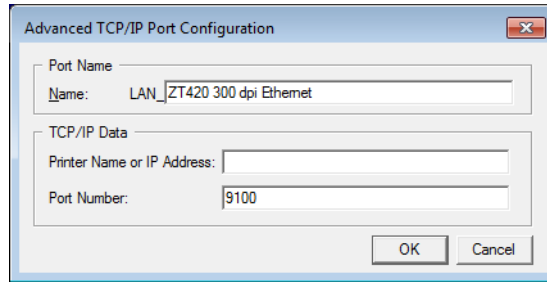 Advanced TCP/IP Port Configuration
Port Name
Name: LAN_ZT420 300 dpi Ethernet
TCP/IP Data
Printer Name or IP Address:
Port Number: 9100
OK Cancel